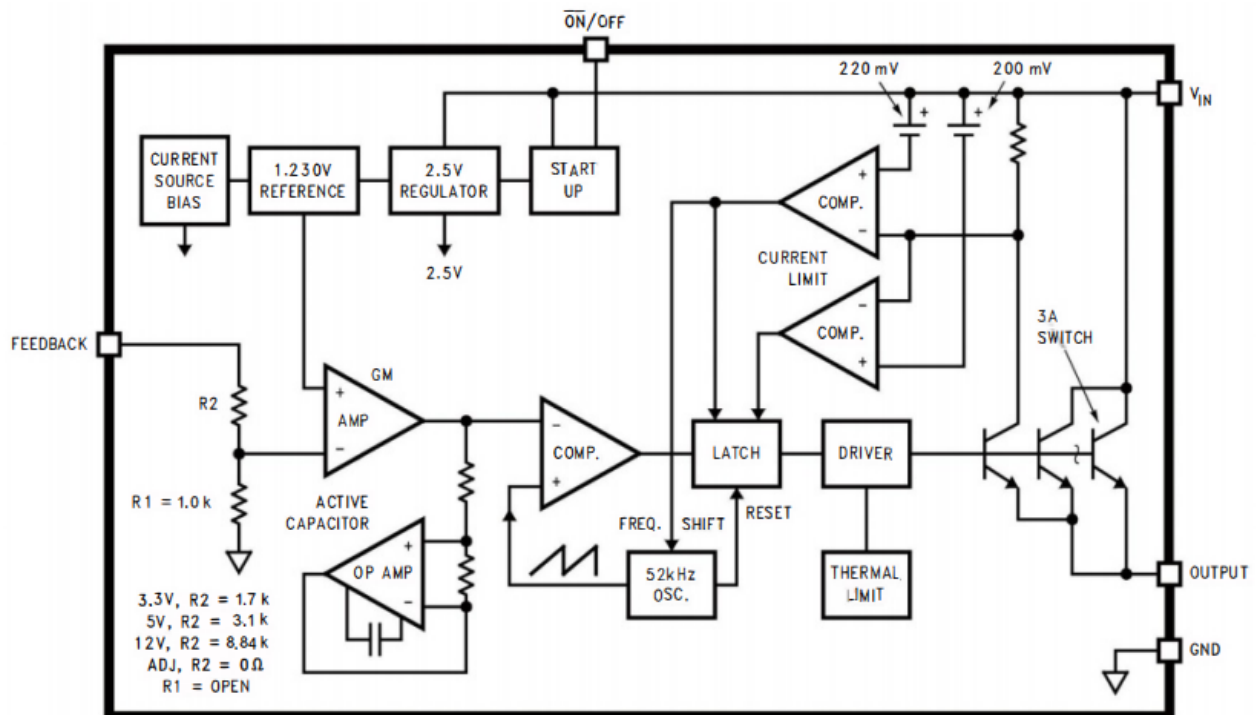 ON/OFF
220 mV
200 mV
+
+
VIN
CURRENT
SOURCE
BIAS
1.230V
REFERENCE
2.5V
REGULATOR
START
UP
2.5V
+
COMP.
-
CURRENT
LIMIT
-
COMP.
+
3A
SWITCH
FEEDBACK
R2
R1 = 1.0 k
GM
+
AMP
-
-
COMP.
+
LATCH
DRIVER
ACTIVE
CAPACITOR
+
OP AMP
-
FREQ. SHIFT
RESET
52kHz
OSC.
THERMAL
LIMIT
OUTPUT
GND
3.3V, R2 = 1.7 k
5V, R2 = 3.1 k
12V, R2 = 8.84 k
ADJ, R2 = 0Ω
R1 = OPEN